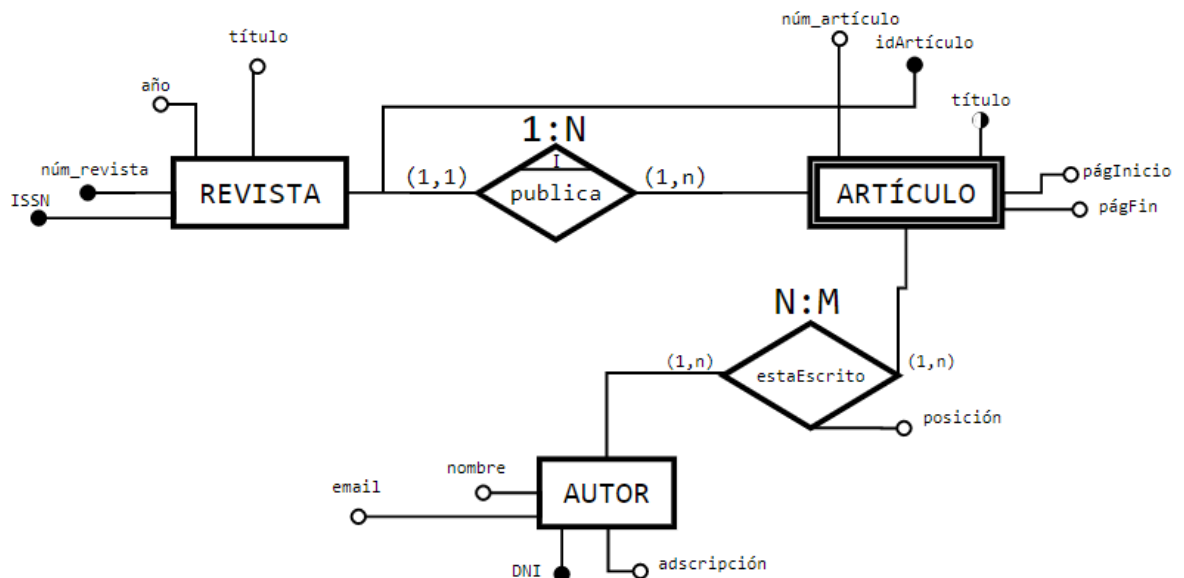 núm_artículo
título
idArtículo
año
título
1:N
I
núm_revista
REVISTA
(1,1)
publica
(1,n)
ARTÍCULO
págInicio
ISSN
págFin
N:M
(1,n)
estaEscrito
(1,n)
posición
nombre
email
AUTOR
DNI
adscripción